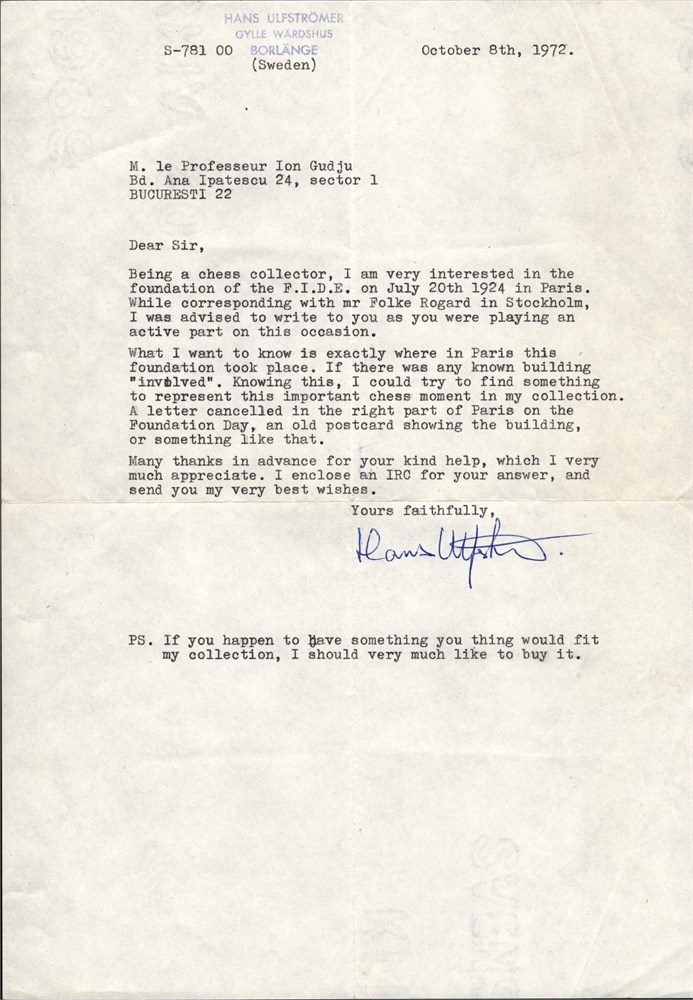 HANS ULFSTRÖMER
GYLLE WÄRDSHUS
S-781 00 BORLÄNGE October 8th, 1972.
(Sweden)
M. le Professeur Ion Gudju
Bd. Ana Ipatescu 24, sector 1
BUCURESTI 22
Dear Sir,
Being a chess collector, I am very interested in the
foundation of the F.I.D.E. on July 20th 1924 in Paris.
While corresponding with mr Folke Rogard in Stockholm,
I was advised to write to you as you were playing an
active part on this occasion.
What I want to know is exactly where in Paris this
foundation took place. If there was any known building
"involved". Knowing this, I could try to find something
to represent this important chess moment in my collection.
A letter cancelled in the right part of Paris on the
Foundation Day, an old postcard showing the building,
or something like that.
Many thanks in advance for your kind help, which I very
much appreciate. I enclose an IRC for your answer, and
send you my very best wishes.
Yours faithfully,
PS. If you happen to have something you thing would fit
my collection, I should very much like to buy it.